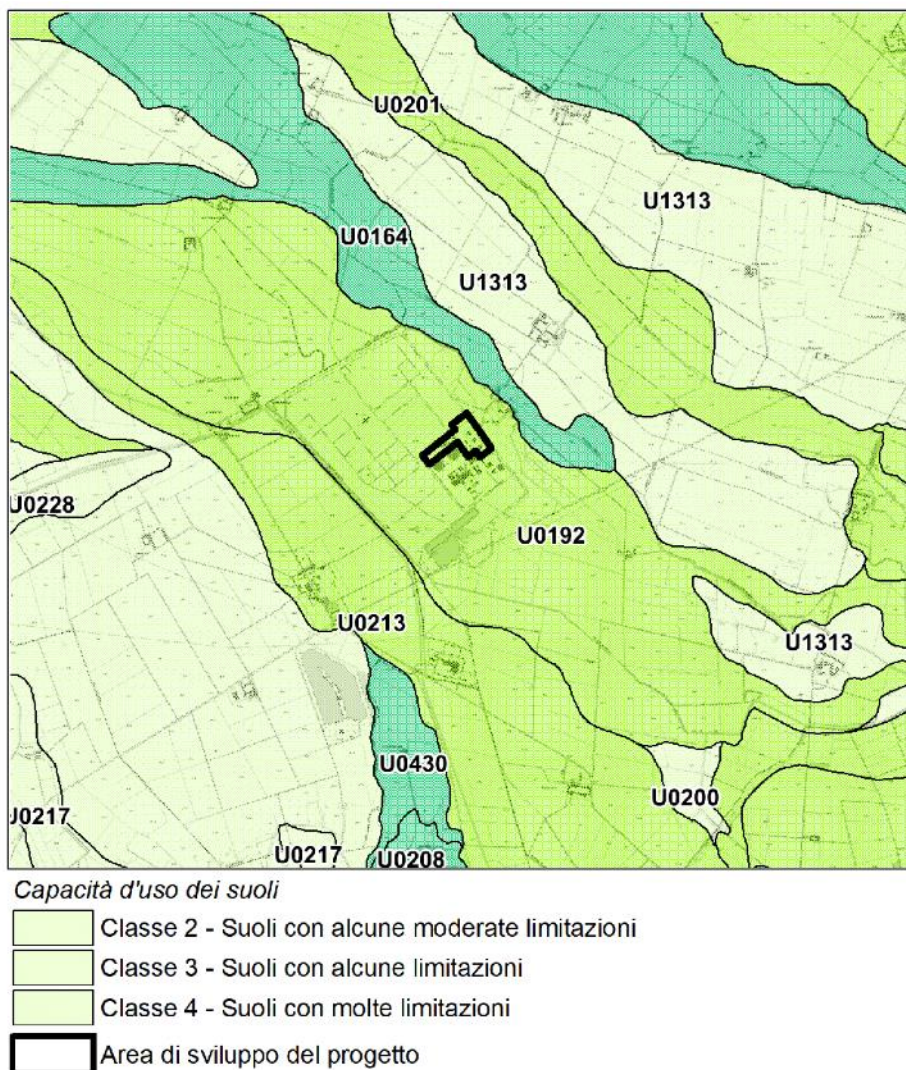 U0201
U1313
U0164
U1313
U0192
U0228
U0213
U1313
U0430
U0200
U0217
U0217
U0208
Capacità d'uso dei suoli
Classe 2 - Suoli con alcune moderate limitazioni
Classe 3 - Suoli con alcune limitazioni
Classe 4 - Suoli con molte limitazioni
Area di sviluppo del progetto